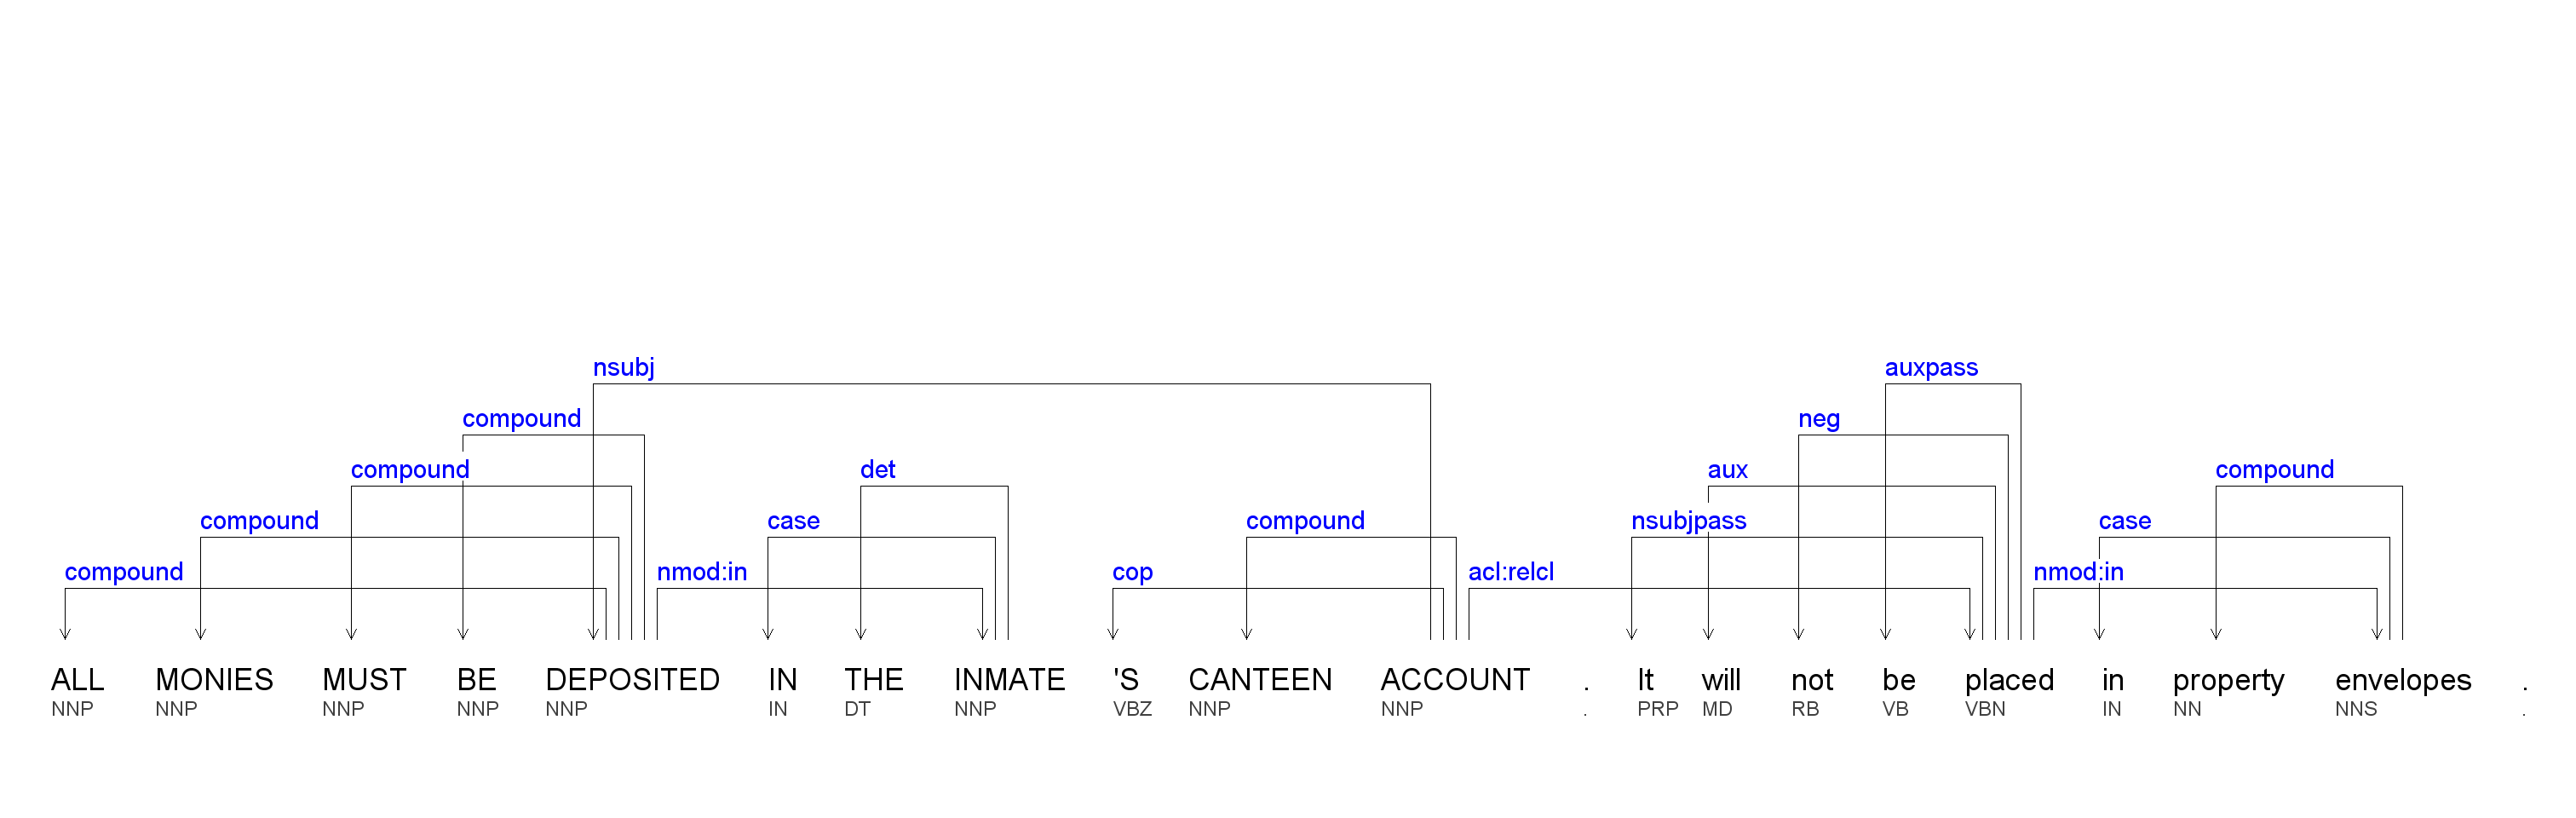 nsubj auxpass
compound neg
compound det aux compound
compound case compound nsubjpass case
compound nmod:in cop acl:relcl nmod:in
ALL MONIES MUST BE DEPOSITED IN THE INMATE 'S CANTEEN ACCOUNT . It will not be placed in property envelopes .
NNP NNP NNP NNP NNP IN DT NNP VBZ NNP NNP . PRP MD RB VB VBN IN NN NNS .